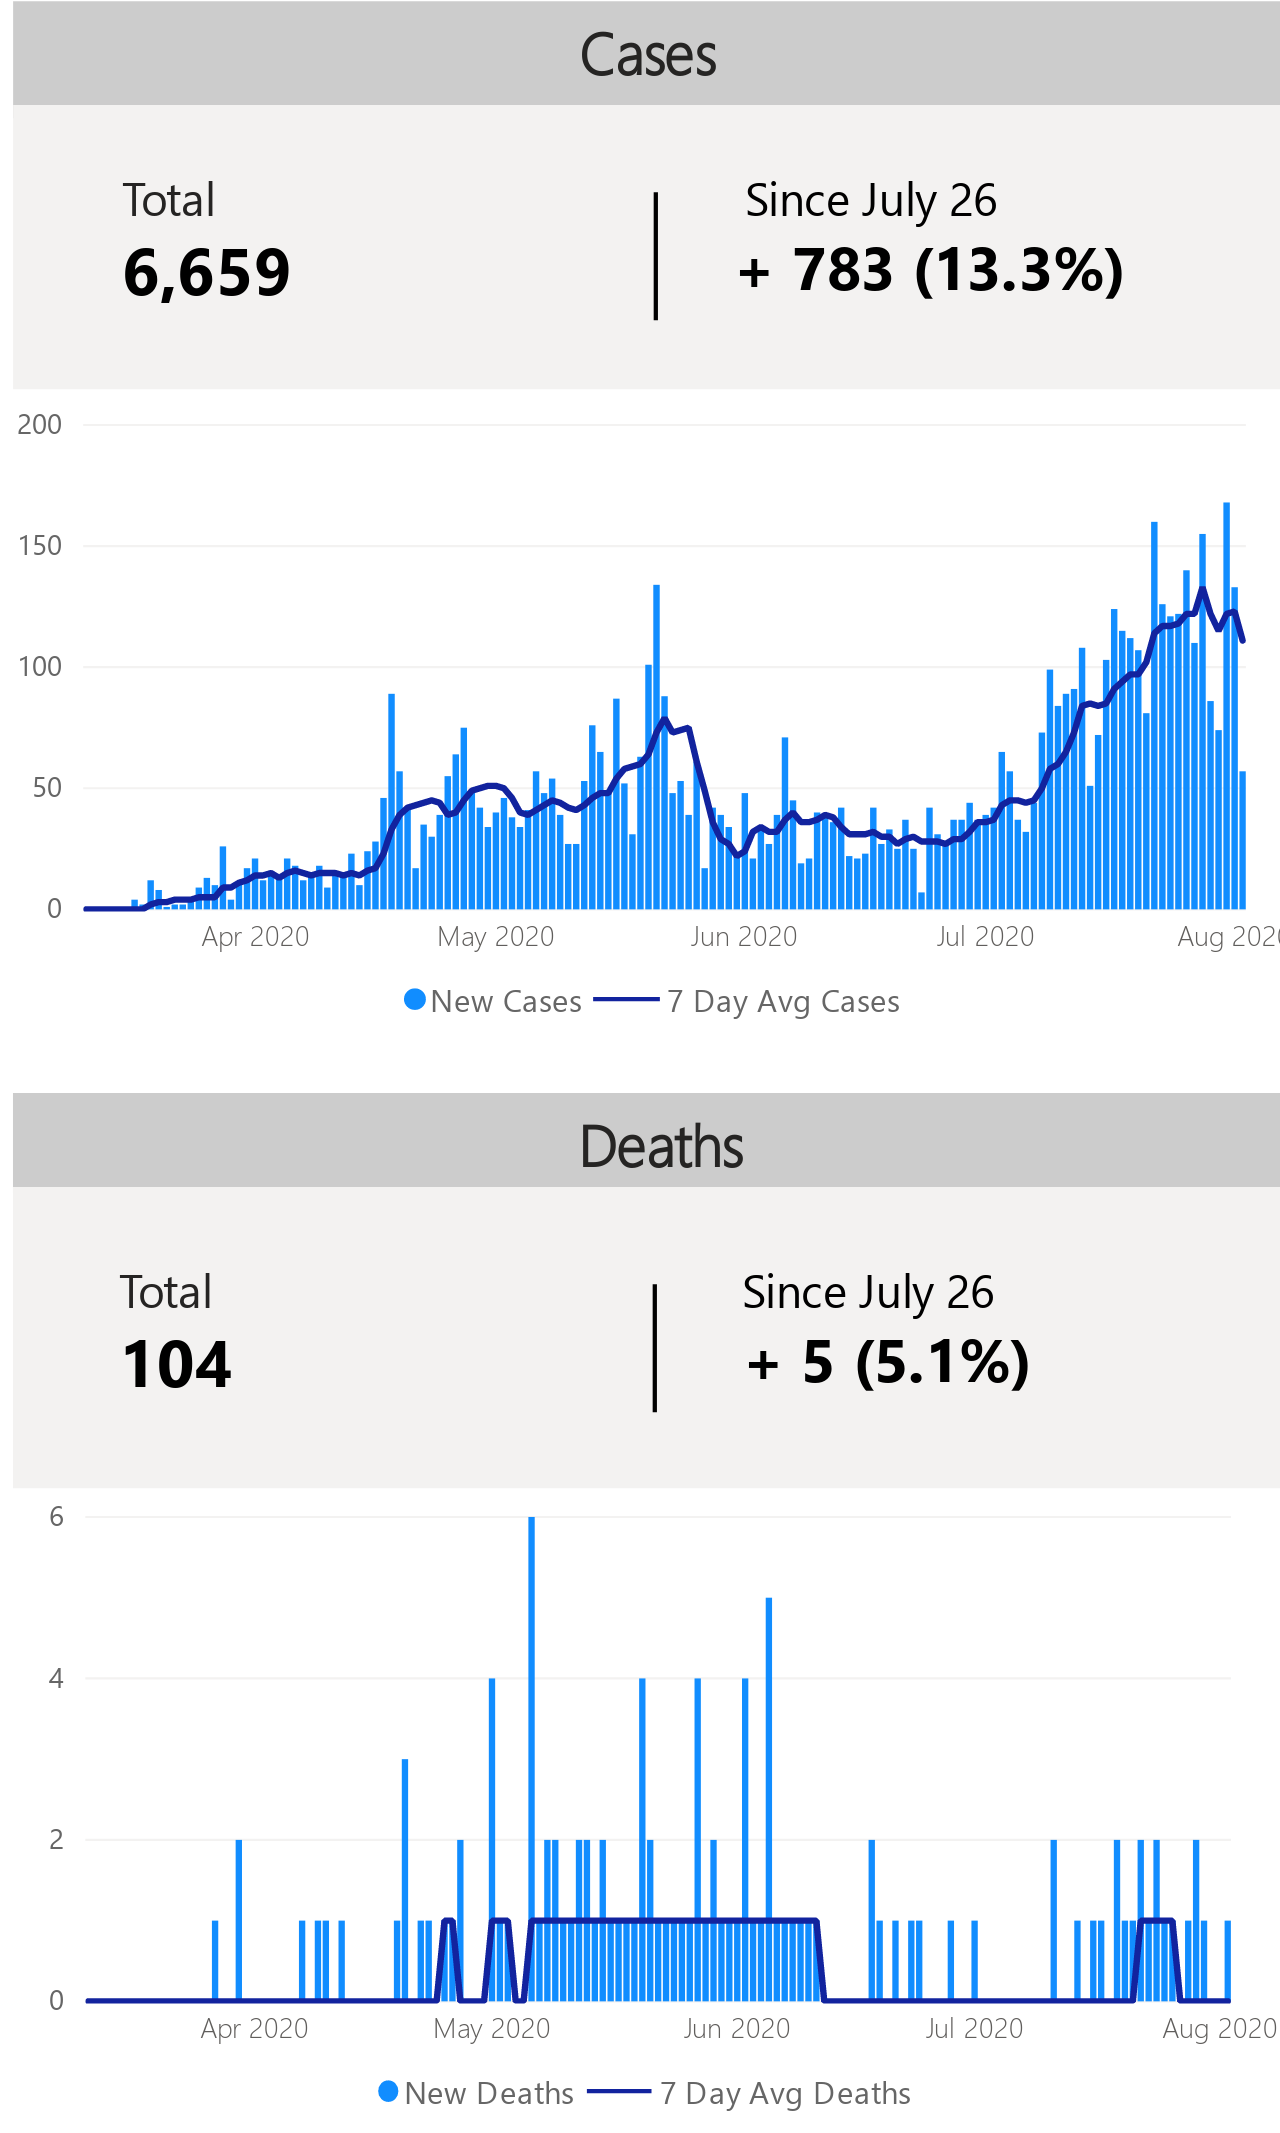 Cases
Total
Since July 26
6,659
+ 783 (13.3%)
200
150
100
50
0
Apr 2020
May 2020
Jun 2020
Jul 2020
Aug 2020
New Cases
7 Day Avg Cases
Deaths
Total
Since July 26
104
+ 5 (5.1%)
6
4
2
0
Apr 2020
May 2020
Jun 2020
Jul 2020
Aug 2020
New Deaths
7 Day Avg Deaths